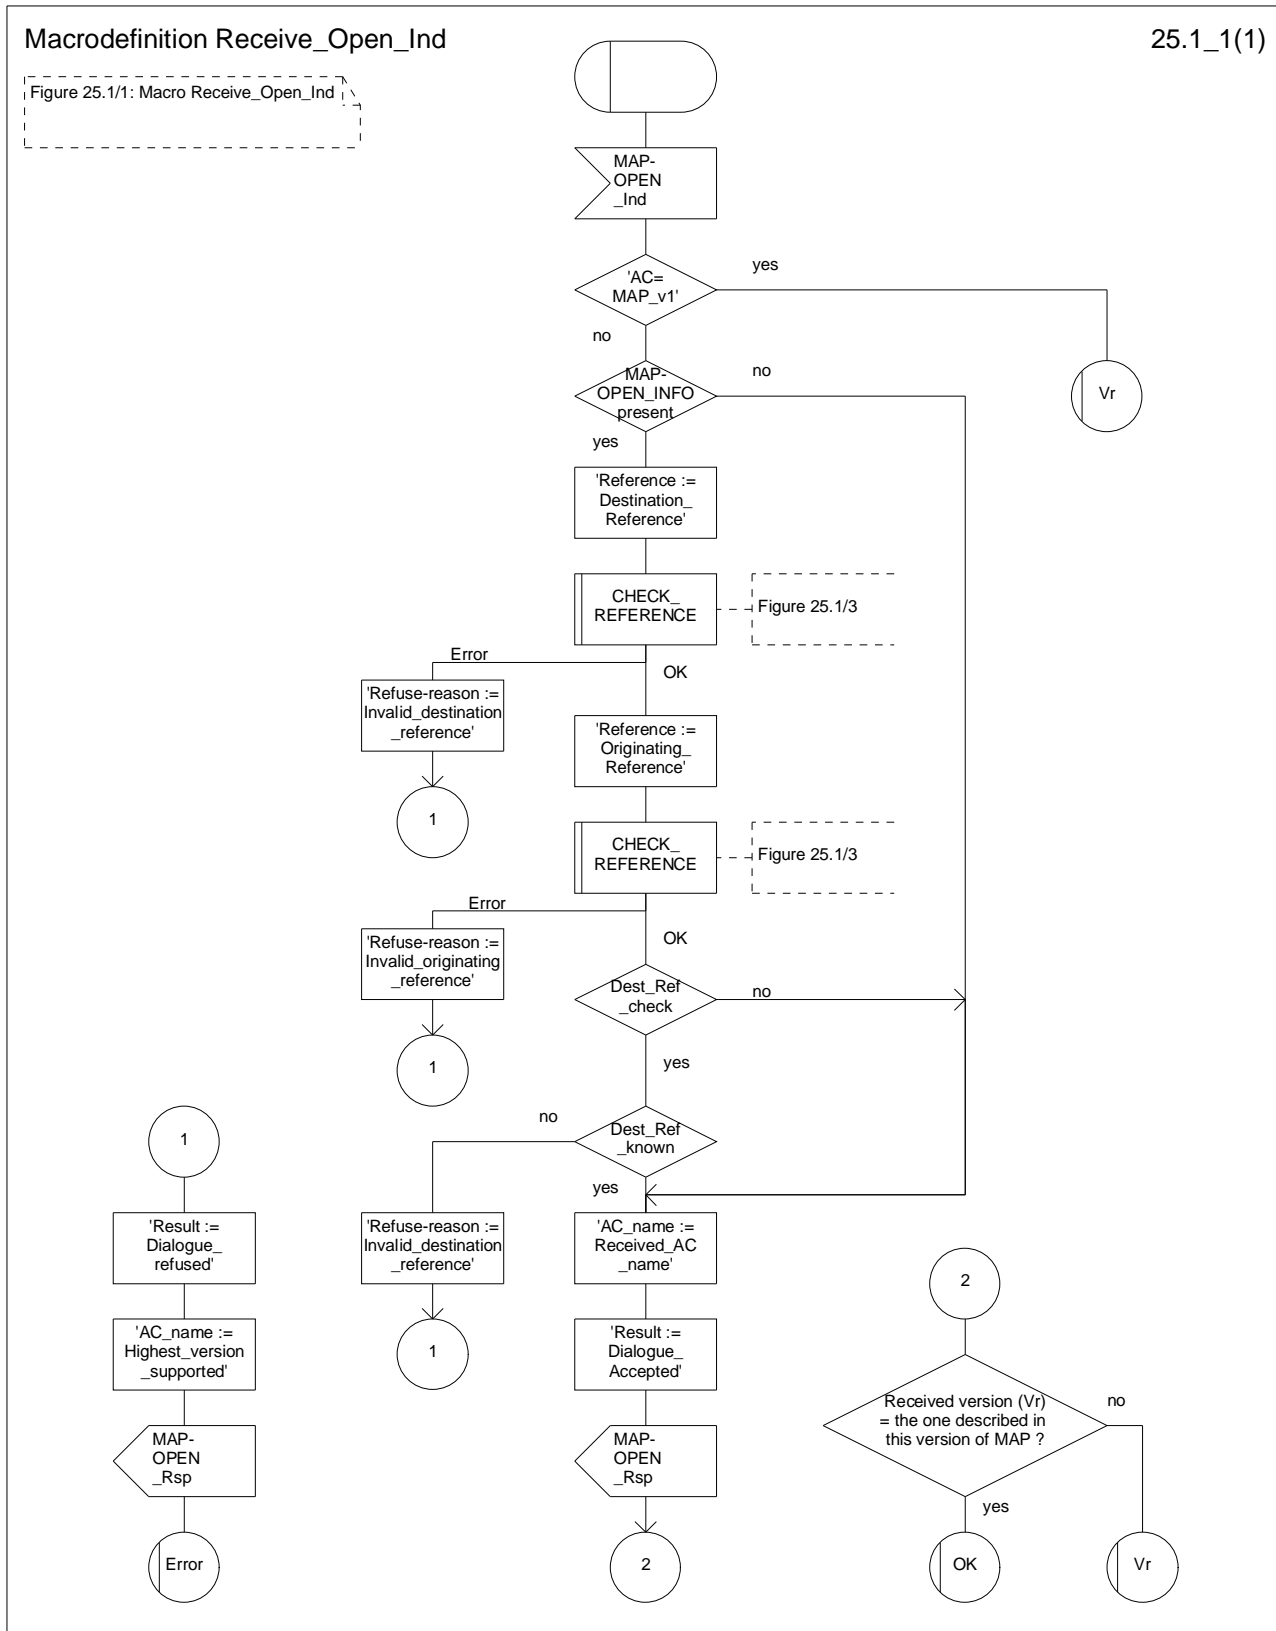 Macrodefinition Receive_Open_Ind
25.1_1(1)
Figure 25.1/1: Macro Receive_Open_Ind
MAP-
OPEN
_Ind
'AC=
MAP_v1'
yes
no
MAP-
OPEN_INFO
present
no
Vr
yes
'Reference :=
Destination_
Reference'
CHECK_
REFERENCE
Figure 25.1/3
Error
OK
'Refuse-reason :=
Invalid_destination
_reference'
'Reference :=
Originating_
Reference'
1
CHECK_
REFERENCE
Figure 25.1/3
Error
OK
'Refuse-reason :=
Invalid_originating
_reference'
Dest_Ref
_check
no
1
yes
1
no
Dest_Ref
_known
yes
'Result :=
Dialogue_
refused'
'Refuse-reason :=
Invalid_destination
_reference'
'AC_name :=
Received_AC
_name'
2
'AC_name :=
Highest_version
_supported'
1
'Result :=
Dialogue_
Accepted'
Received version (Vr)
= the one described in
this version of MAP ?
no
MAP-
OPEN
_Rsp
MAP-
OPEN
_Rsp
yes
Error
2
OK
Vr